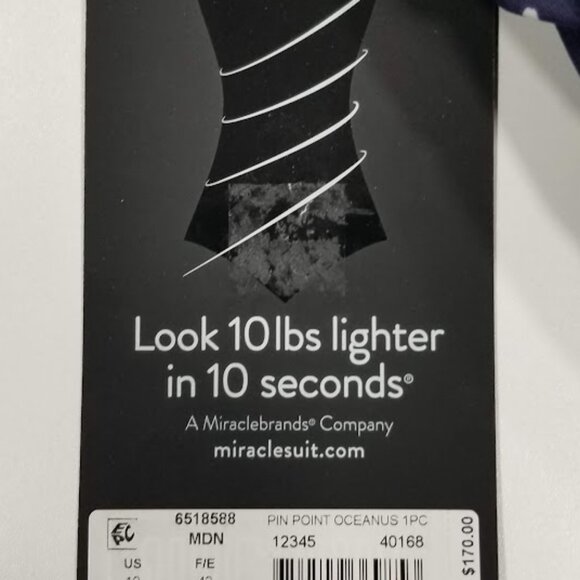 Look 10 lbs lighter
in 10 seconds®
A Miraclebrands® Company
miraclesuit.com
6518588 PIN POINT OCEANUS 1PC
MDN 12345 40168
US F/E
$170.00